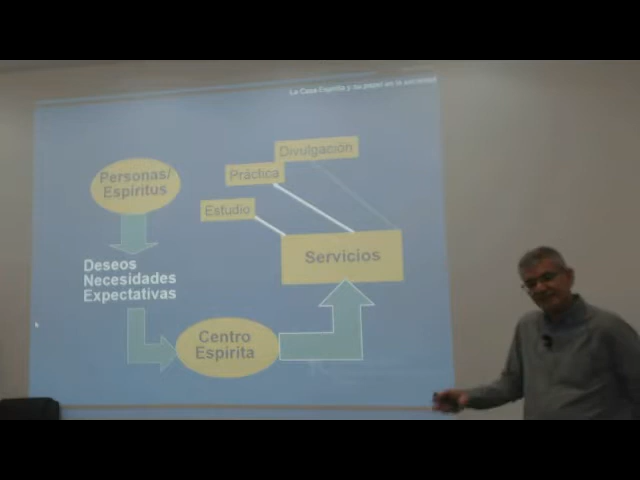 La Casa Espírita y su papel en la sociedad
Divulgación
Práctica
Personas/
Espíritus
Estudio
Servicios
Deseos
Necesidades
Expectativas
Centro
Espírita